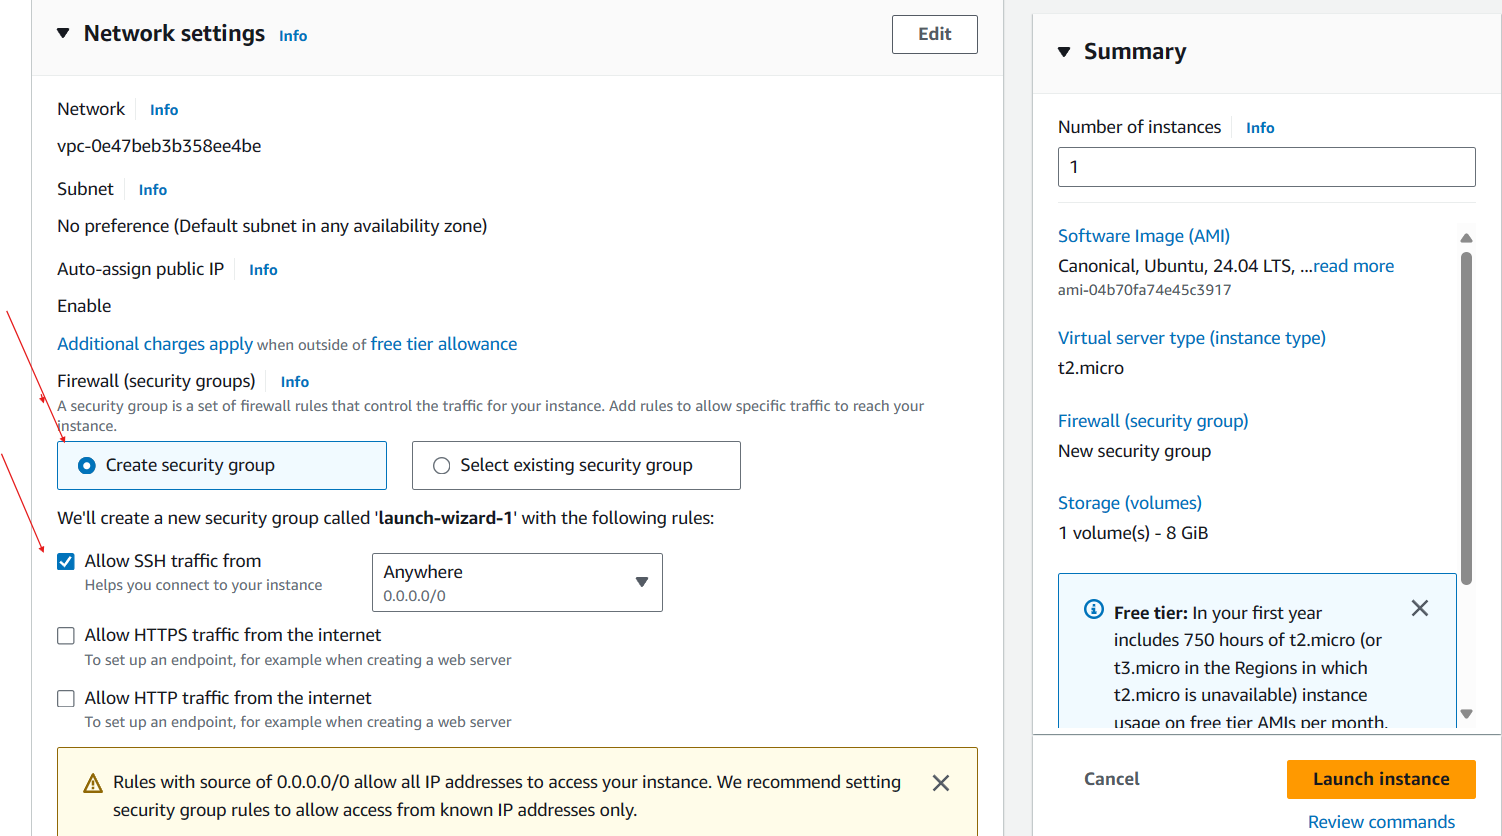 Network settings Info
Edit
Network Info
vpc-0e47beb3b358ee4be
Subnet Info
No preference (Default subnet in any availability zone)
Auto-assign public IP Info
Enable
Additional charges apply when outside of free tier allowance
Firewall (security groups) Info
A security group is a set of firewall rules that control the traffic for your instance. Add rules to allow specific traffic to reach your
instance.
Create security group
Select existing security group
We'll create a new security group called 'launch-wizard-1' with the following rules:
Allow SSH traffic from
Helps you connect to your instance
Anywhere
0.0.0.0/0
Allow HTTPS traffic from the internet
To set up an endpoint, for example when creating a web server
Allow HTTP traffic from the internet
To set up an endpoint, for example when creating a web server
Rules with source of 0.0.0.0/0 allow all IP addresses to access your instance. We recommend setting
security group rules to allow access from known IP addresses only.
Summary
Number of instances Info
1
Software Image (AMI)
Canonical, Ubuntu, 24.04 LTS, ...read more
ami-04b70fa74e45c3917
Virtual server type (instance type)
t2.micro
Firewall (security group)
New security group
Storage (volumes)
1 volume(s) - 8 GiB
Free tier: In your first year
includes 750 hours of t2.micro (or
t3.micro in the Regions in which
t2.micro is unavailable) instance
usage on free tier AMIs per month,
Cancel
Launch instance
Review commands